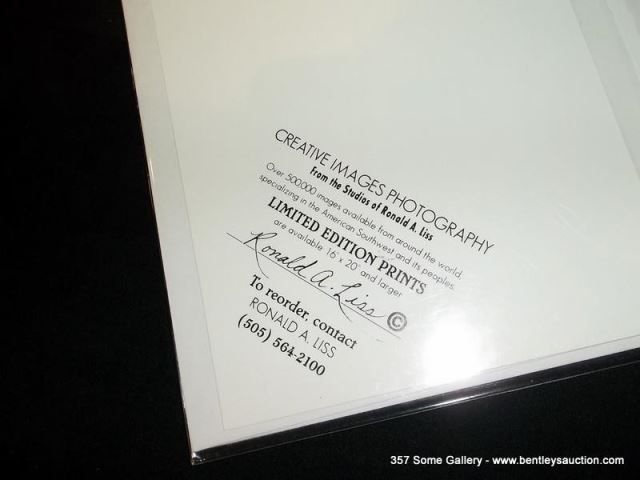 CREATIVE IMAGES PHOTOGRAPHY
From the Studios of Ronald A. Liss
Over 500,000 images available from around the world,
specializing in the American Southwest and its peoples.
LIMITED EDITION PRINTS
are available 16" x 20" and larger
Ronald A. Liss ©
To reorder, contact
RONALD A. LISS
(505) 564-2100
357 Some Gallery - www.bentleysauction.com